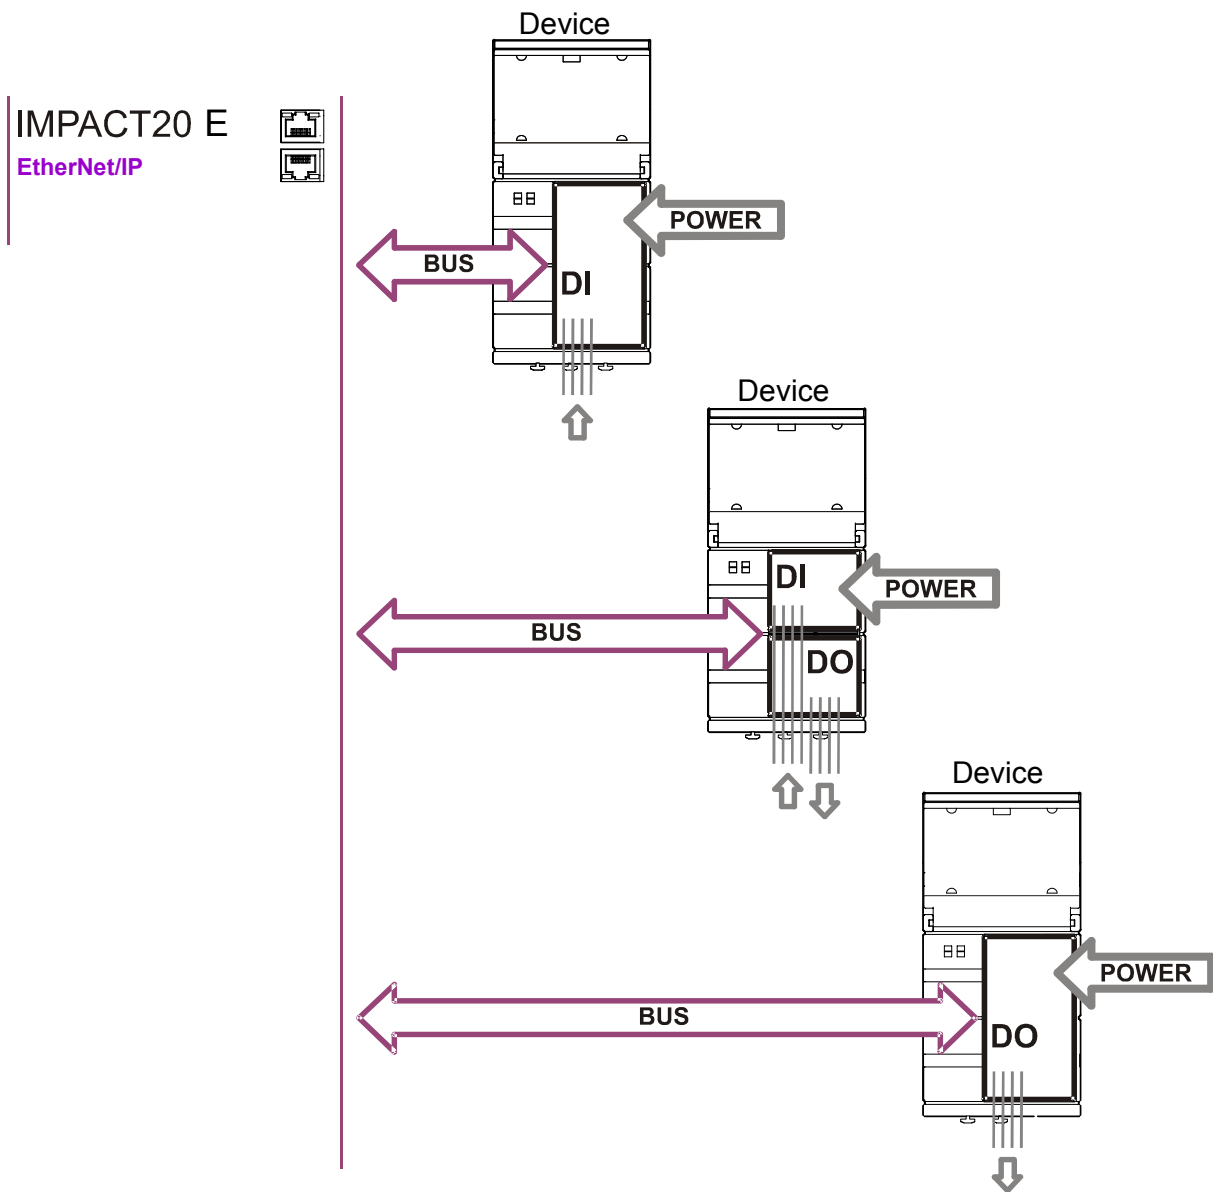 Device
IMPACT20 E
EtherNet/IP
POWER
BUS
DI
Device
DI
POWER
BUS
DO
Device
POWER
BUS
DO